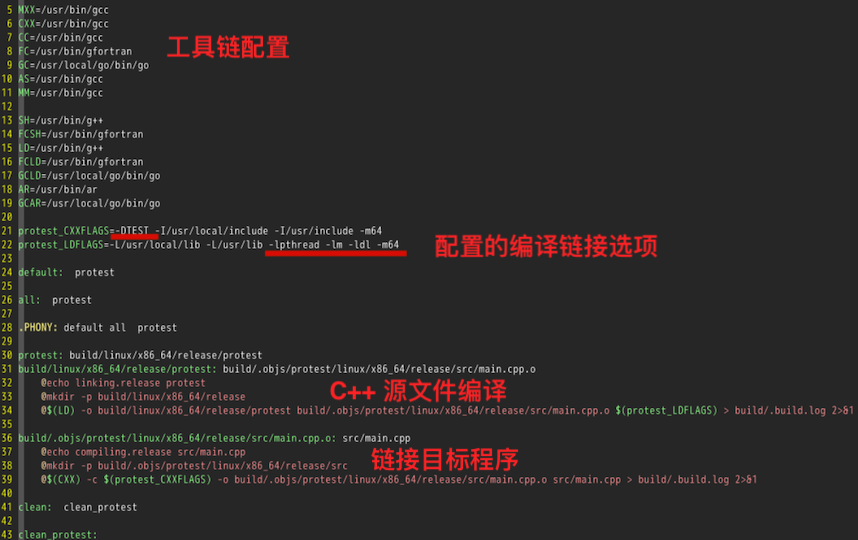 5 MXX=/usr/bin/gcc
6 CXX=/usr/bin/gcc
7 CC=/usr/bin/gcc
8 FC=/usr/bin/gfortran
工具链配置
9 GC=/usr/local/go/bin/go
10 AS=/usr/bin/gcc
11 MM=/usr/bin/gcc
12
13 SH=/usr/bin/g++
14 FCSH=/usr/bin/gfortran
15 LD=/usr/bin/g++
16 FCLD=/usr/bin/gfortran
17 GCLD=/usr/local/go/bin/go
18 AR=/usr/bin/ar
19 GCAR=/usr/local/go/bin/go
20
21 protest_CXXFLAGS=-DTEST -I/usr/local/include -I/usr/include -m64
22 protest_LDFLAGS=-L/usr/local/lib -L/usr/lib -lpthread -lm -ldl -m64
配置的编译链接选项
23
24 default:  protest
25
26 all:  protest
27
28 .PHONY: default all  protest
29
30 protest: build/linux/x86_64/release/protest
31 build/linux/x86_64/release/protest: build/.objs/protest/linux/x86_64/release/src/main.cpp.o
32 @echo linking.release protest
C++ 源文件编译
33 @mkdir -p build/linux/x86_64/release
34 @$(LD) -o build/linux/x86_64/release/protest build/.objs/protest/linux/x86_64/release/src/main.cpp.o $(protest_LDFLAGS) > build/.build.log 2>&1
35
36 build/.objs/protest/linux/x86_64/release/src/main.cpp.o: src/main.cpp
37 @echo compiling.release src/main.cpp
链接目标程序
38 @mkdir -p build/.objs/protest/linux/x86_64/release/src
39 @$(CXX) -c $(protest_CXXFLAGS) -o build/.objs/protest/linux/x86_64/release/src/main.cpp.o src/main.cpp > build/.build.log 2>&1
40
41 clean:  clean_protest
42
43 clean_protest: